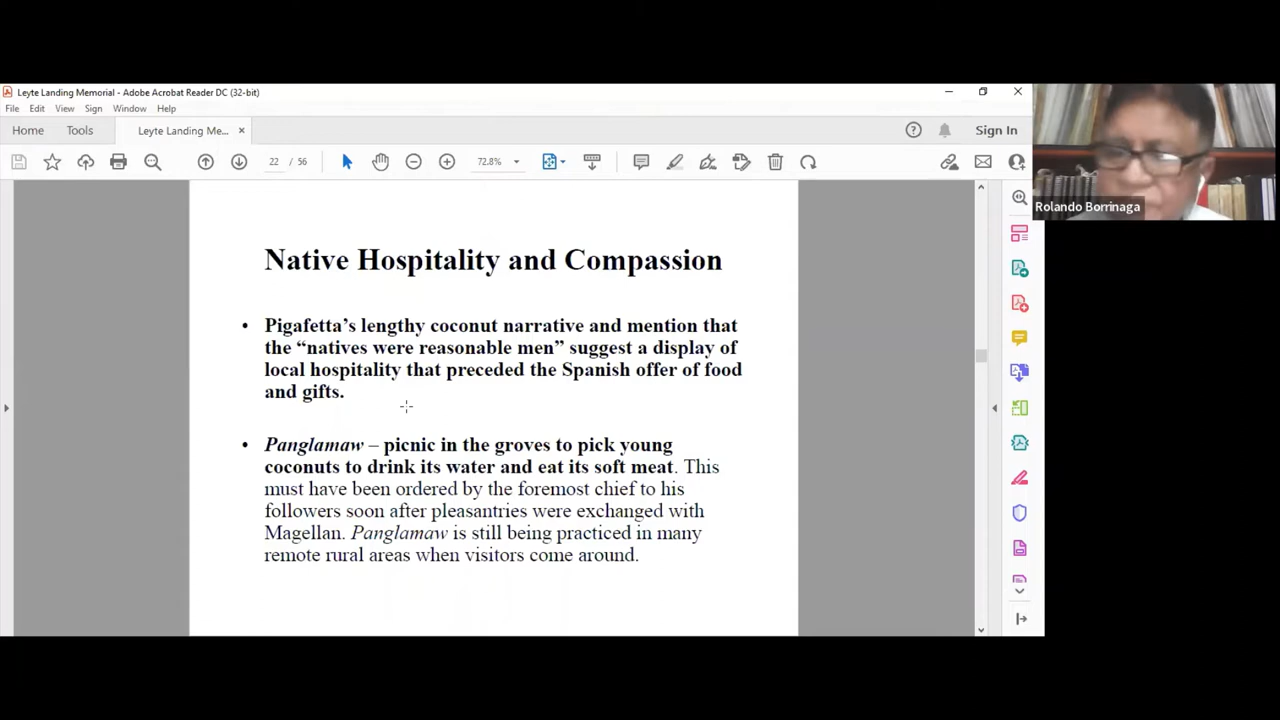 Leyte Landing Memorial - Adobe Acrobat Reader DC (32-bit)
File Edit View Sign Window Help
Home Tools Leyte Landing Me... × Sign In
22 / 56 72.8%
Rolando Borrinaga
Native Hospitality and Compassion
• Pigafetta’s lengthy coconut narrative and mention that
the “natives were reasonable men” suggest a display of
local hospitality that preceded the Spanish offer of food
and gifts.
• Panglamaw – picnic in the groves to pick young
coconuts to drink its water and eat its soft meat. This
must have been ordered by the foremost chief to his
followers soon after pleasantries were exchanged with
Magellan. Panglamaw is still being practiced in many
remote rural areas when visitors come around.